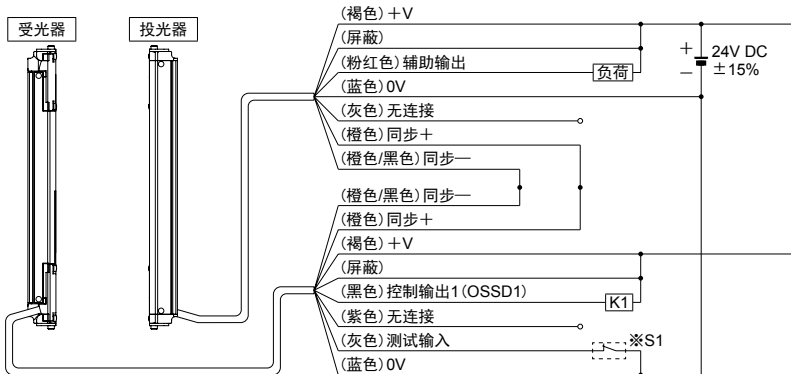 受光器
投光器
(褐色)＋V
(屏蔽)
(粉红色)辅助输出
负荷
(蓝色)0V
(灰色)无连接
(橙色)同步＋
(橙色/黑色)同步—
＋
－
24V DC
±15%
(橙色/黑色)同步—
(橙色)同步＋
(褐色)＋V
(屏蔽)
(黑色)控制输出1(OSSD1)
K1
(紫色)无连接
(灰色)测试输入
※S1
(蓝色)0V